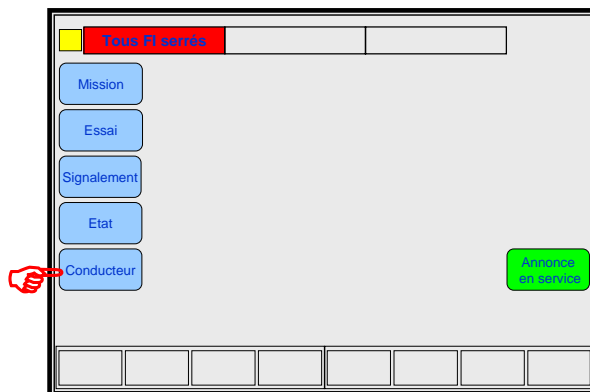 Tous FI serrés
Mission
Essai
Signalement
Etat
Conducteur
Annonce
en service